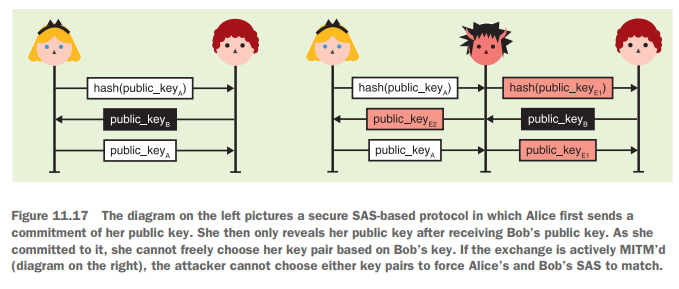 hash(public_keyA)
public_keyB
public_keyA
hash(public_keyA)
hash(public_keyE1)
public_keyE2
public_keyB
public_keyA
public_keyE1
Figure 11.17 The diagram on the left pictures a secure SAS-based protocol in which Alice first sends a
commitment of her public key. She then only reveals her public key after receiving Bob's public key. As she
committed to it, she cannot freely choose her key pair based on Bob's key. If the exchange is actively MITM'd
(diagram on the right), the attacker cannot choose either key pairs to force Alice's and Bob's SAS to match.